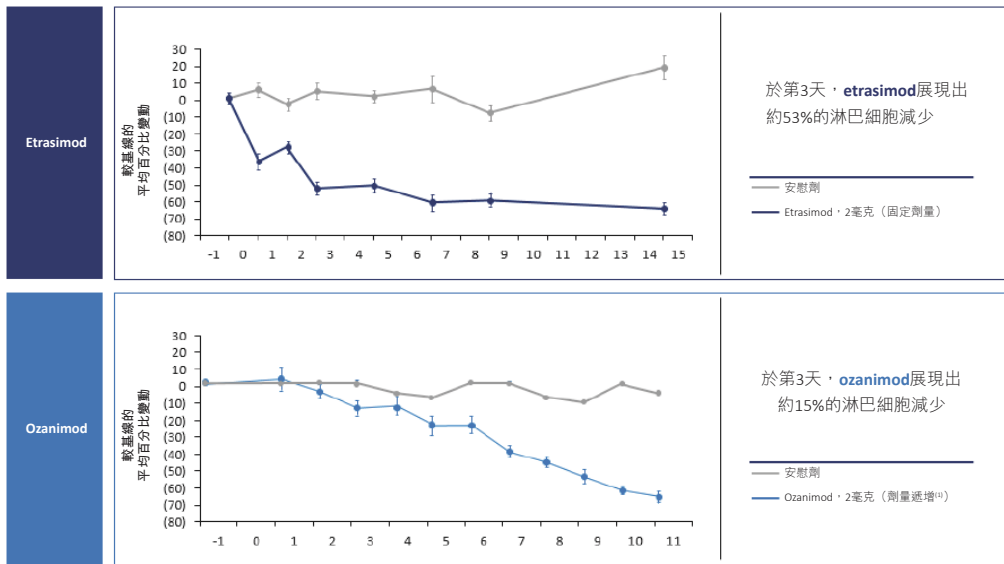 Etrasimod
較基線的
平均百分比變動
30
20
10
0
(10)
(20)
(30)
(40)
(50)
(60)
(70)
(80)
-1 0 1 2 3 4 5 6 7 8 9 10 11 12 13 14 15
於第3天，etrasimod展現出
約53%的淋巴細胞減少
安慰劑
Etrasimod，2毫克（固定劑量）
Ozanimod
較基線的
平均百分比變動
30
20
10
0
(10)
(20)
(30)
(40)
(50)
(60)
(70)
(80)
-1 0 1 2 3 4 5 6 7 8 9 10 11
於第3天，ozanimod展現出
約15%的淋巴細胞減少
安慰劑
Ozanimod，2毫克（劑量遞增⁽¹⁾）